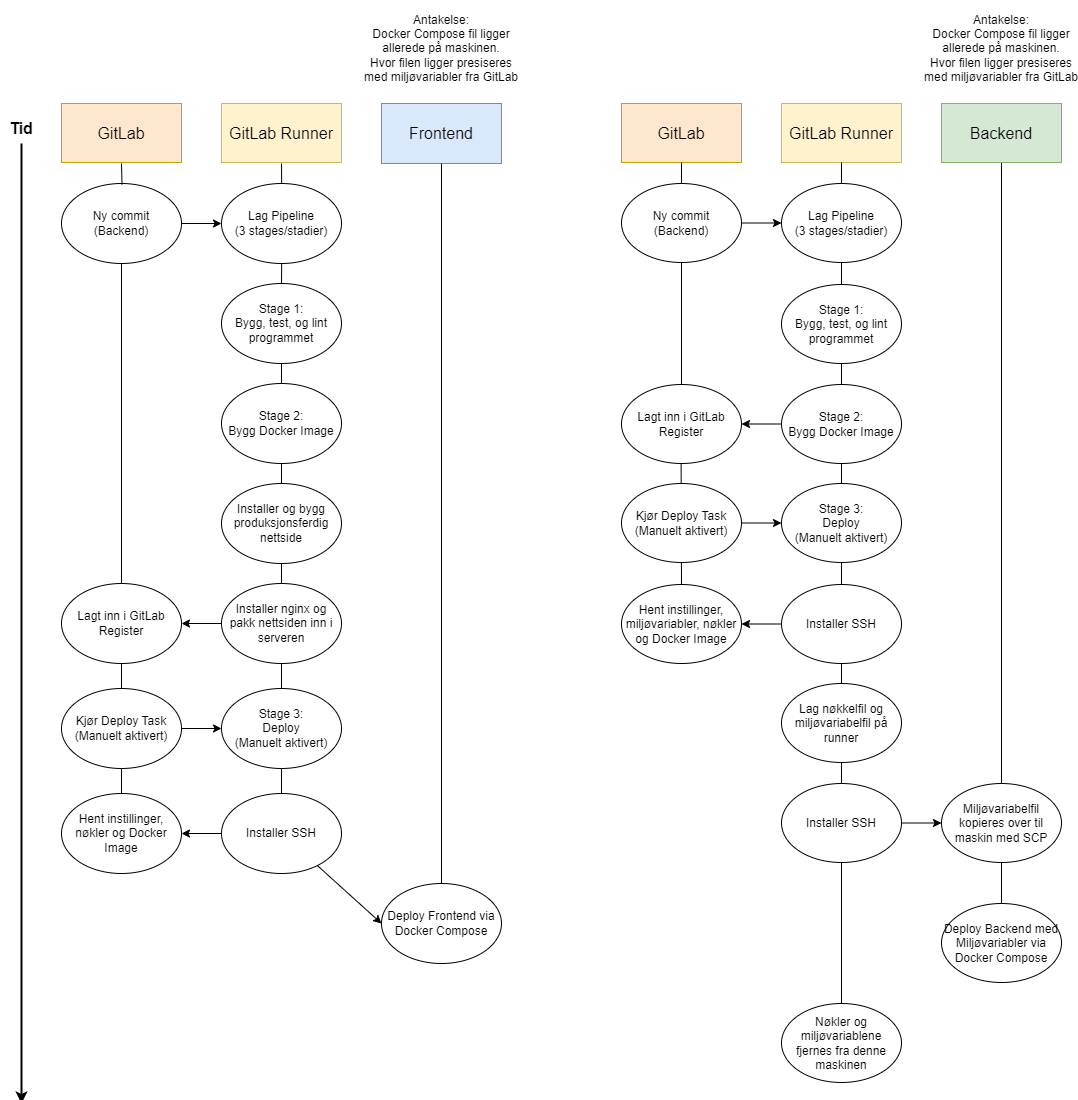 Antakelse:
Docker Compose fil ligger
allerede på maskinen.
Hvor filen ligger presiseres
med miljøvariabler fra GitLab
Tid
GitLab
GitLab Runner
Frontend
Ny commit
(Backend)
Lag Pipeline
(3 stages/stadier)
Stage 1:
Bygg, test, og lint
programmet
Stage 2:
Bygg Docker Image
Installer og bygg
produksjonsferdig
nettside
Lagt inn i GitLab
Register
Installer nginx og
pakk nettsiden inn i
serveren
Kjør Deploy Task
(Manuelt aktivert)
Stage 3:
Deploy
(Manuelt aktivert)
Hent instillinger,
nøkler og Docker
Image
Installer SSH
Deploy Frontend via
Docker Compose
Antakelse:
Docker Compose fil ligger
allerede på maskinen.
Hvor filen ligger presiseres
med miljøvariabler fra GitLab
GitLab
GitLab Runner
Backend
Ny commit
(Backend)
Lag Pipeline
(3 stages/stadier)
Stage 1:
Bygg, test, og lint
programmet
Lagt inn i GitLab
Register
Stage 2:
Bygg Docker Image
Kjør Deploy Task
(Manuelt aktivert)
Stage 3:
Deploy
(Manuelt aktivert)
Hent instillinger,
miljøvariabler, nøkler
og Docker Image
Installer SSH
Lag nøkkelfil og
miljøvariabelfil på
runner
Installer SSH
Miljøvariabelfil
kopieres over til
maskin med SCP
Deploy Backend med
Miljøvariabler via
Docker Compose
Nøkler og
miljøvariablene
fjernes fra denne
maskinen